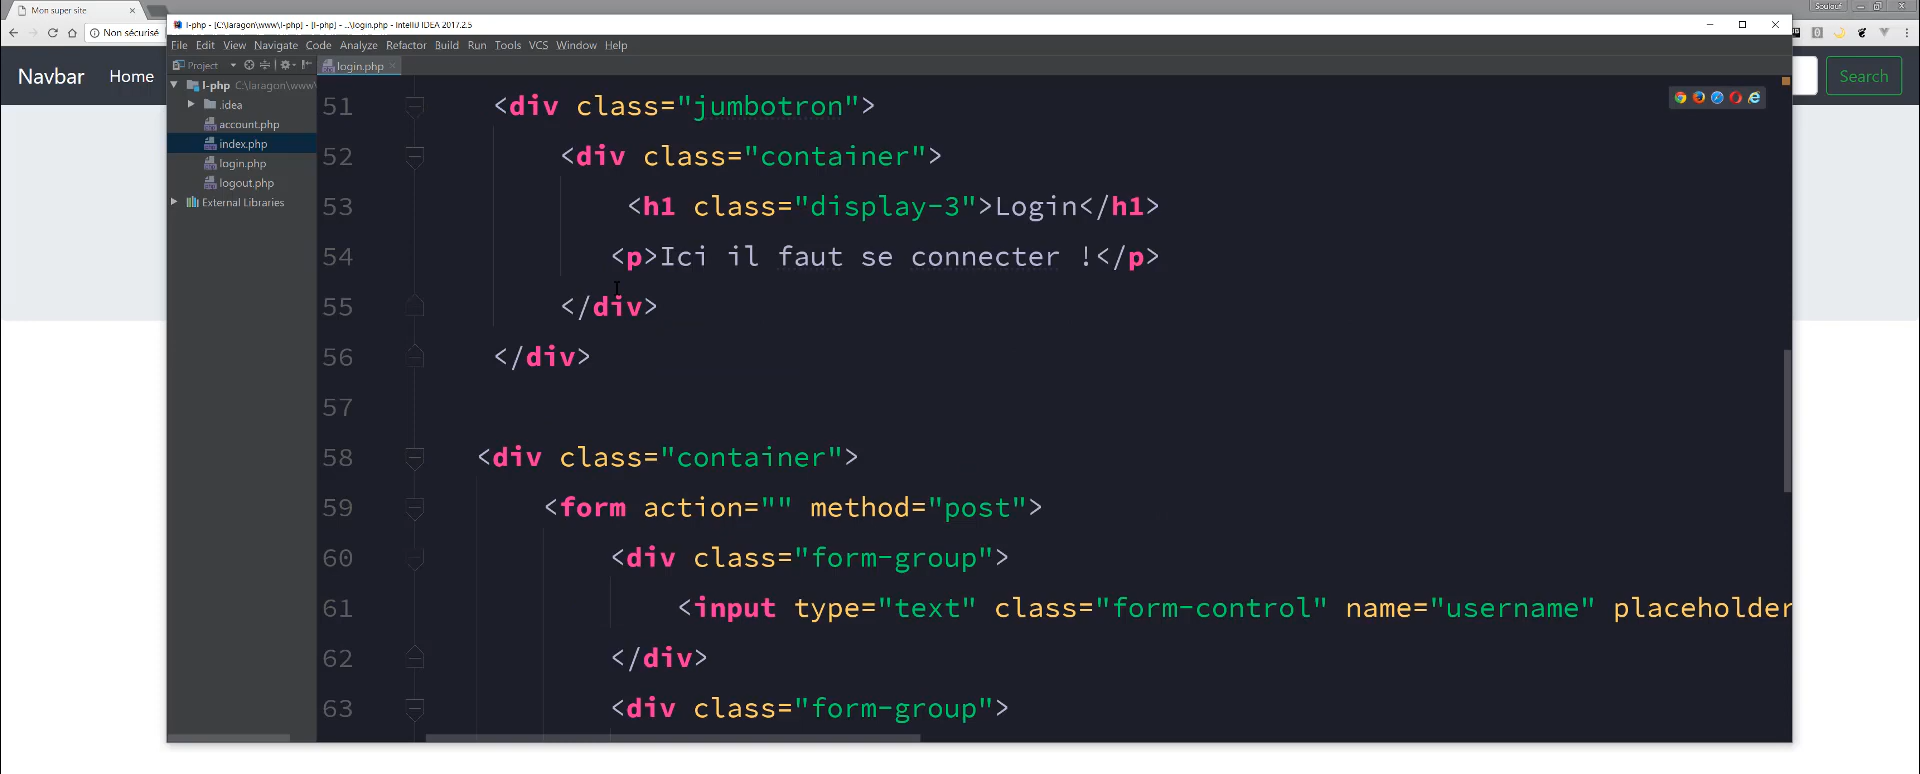 Mon super site
Soulouf
Non sécurisé
Navbar Home
Search
l-php - [C:\laragon\www\l-php] - [l-php] - ...\login.php - IntelliJ IDEA 2017.2.5
File Edit View Navigate Code Analyze Refactor Build Run Tools VCS Window Help
Project
login.php
l-php C:\laragon\www\
.idea
account.php
index.php
login.php
logout.php
External Libraries
51 <div class="jumbotron">
52 <div class="container">
53 <h1 class="display-3">Login</h1>
54 <p>Ici il faut se connecter !</p>
55 </div>
56 </div>
57
58 <div class="container">
59 <form action="" method="post">
60 <div class="form-group">
61 <input type="text" class="form-control" name="username" placeholder
62 </div>
63 <div class="form-group">